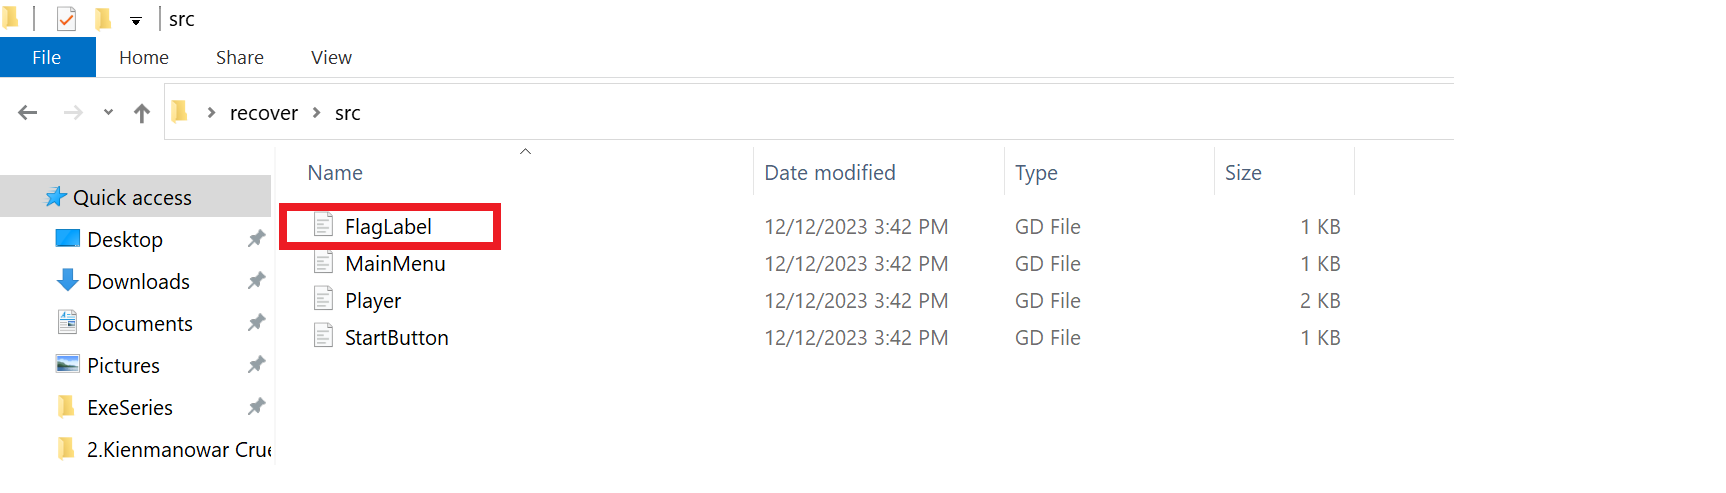 src
File Home Share View
recover src
Name Date modified Type Size
Quick access
FlagLabel 12/12/2023 3:42 PM GD File 1 KB
Desktop
MainMenu 12/12/2023 3:42 PM GD File 1 KB
Downloads
Player 12/12/2023 3:42 PM GD File 2 KB
Documents
StartButton 12/12/2023 3:42 PM GD File 1 KB
Pictures
ExeSeries
2.Kienmanowar Crue